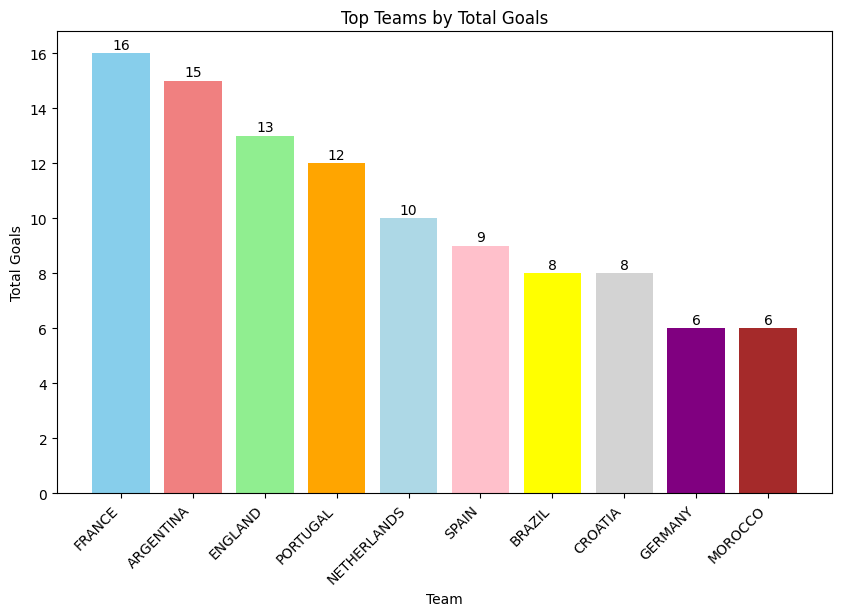 Top Teams by Total Goals
Total Goals
16
14
12
10
8
6
4
2
0
16
15
13
12
10
9
8
8
6
6
FRANCE
ARGENTINA
ENGLAND
PORTUGAL
NETHERLANDS
SPAIN
BRAZIL
CROATIA
GERMANY
MOROCCO
Team